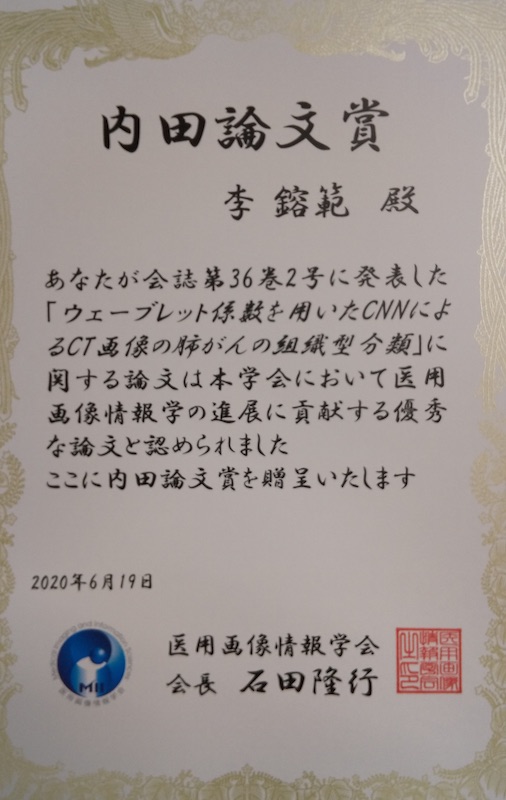 内田論文賞
李 鎔範 殿
あなたが会誌第36巻2号に発表した
「ウェーブレット係数を用いたCNNによ
るCT画像の肺がんの組織型分類」に
関する論文は本学会において医用
画像情報学の進展に貢献する優秀
な論文と認められました
ここに内田論文賞を贈呈いたします
2020年6月19日
MII
医用画像情報学会
会長 石田隆行